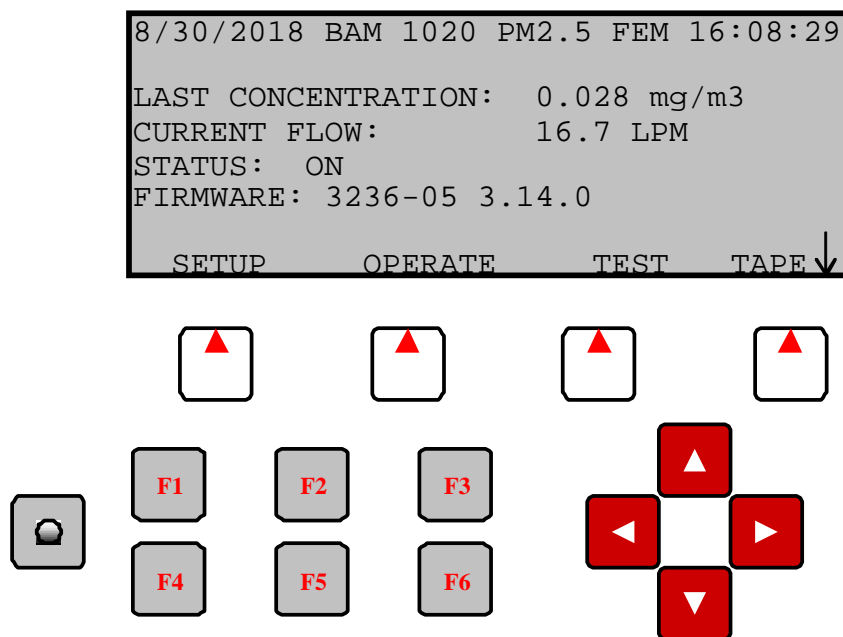 8/30/2018 BAM 1020 PM2.5 FEM 16:08:29
LAST CONCENTRATION: 0.028 mg/m3
CURRENT FLOW: 16.7 LPM
STATUS: ON
FIRMWARE: 3236-05 3.14.0
SETUP OPERATE TEST TAPE
F1 F2 F3
F4 F5 F6